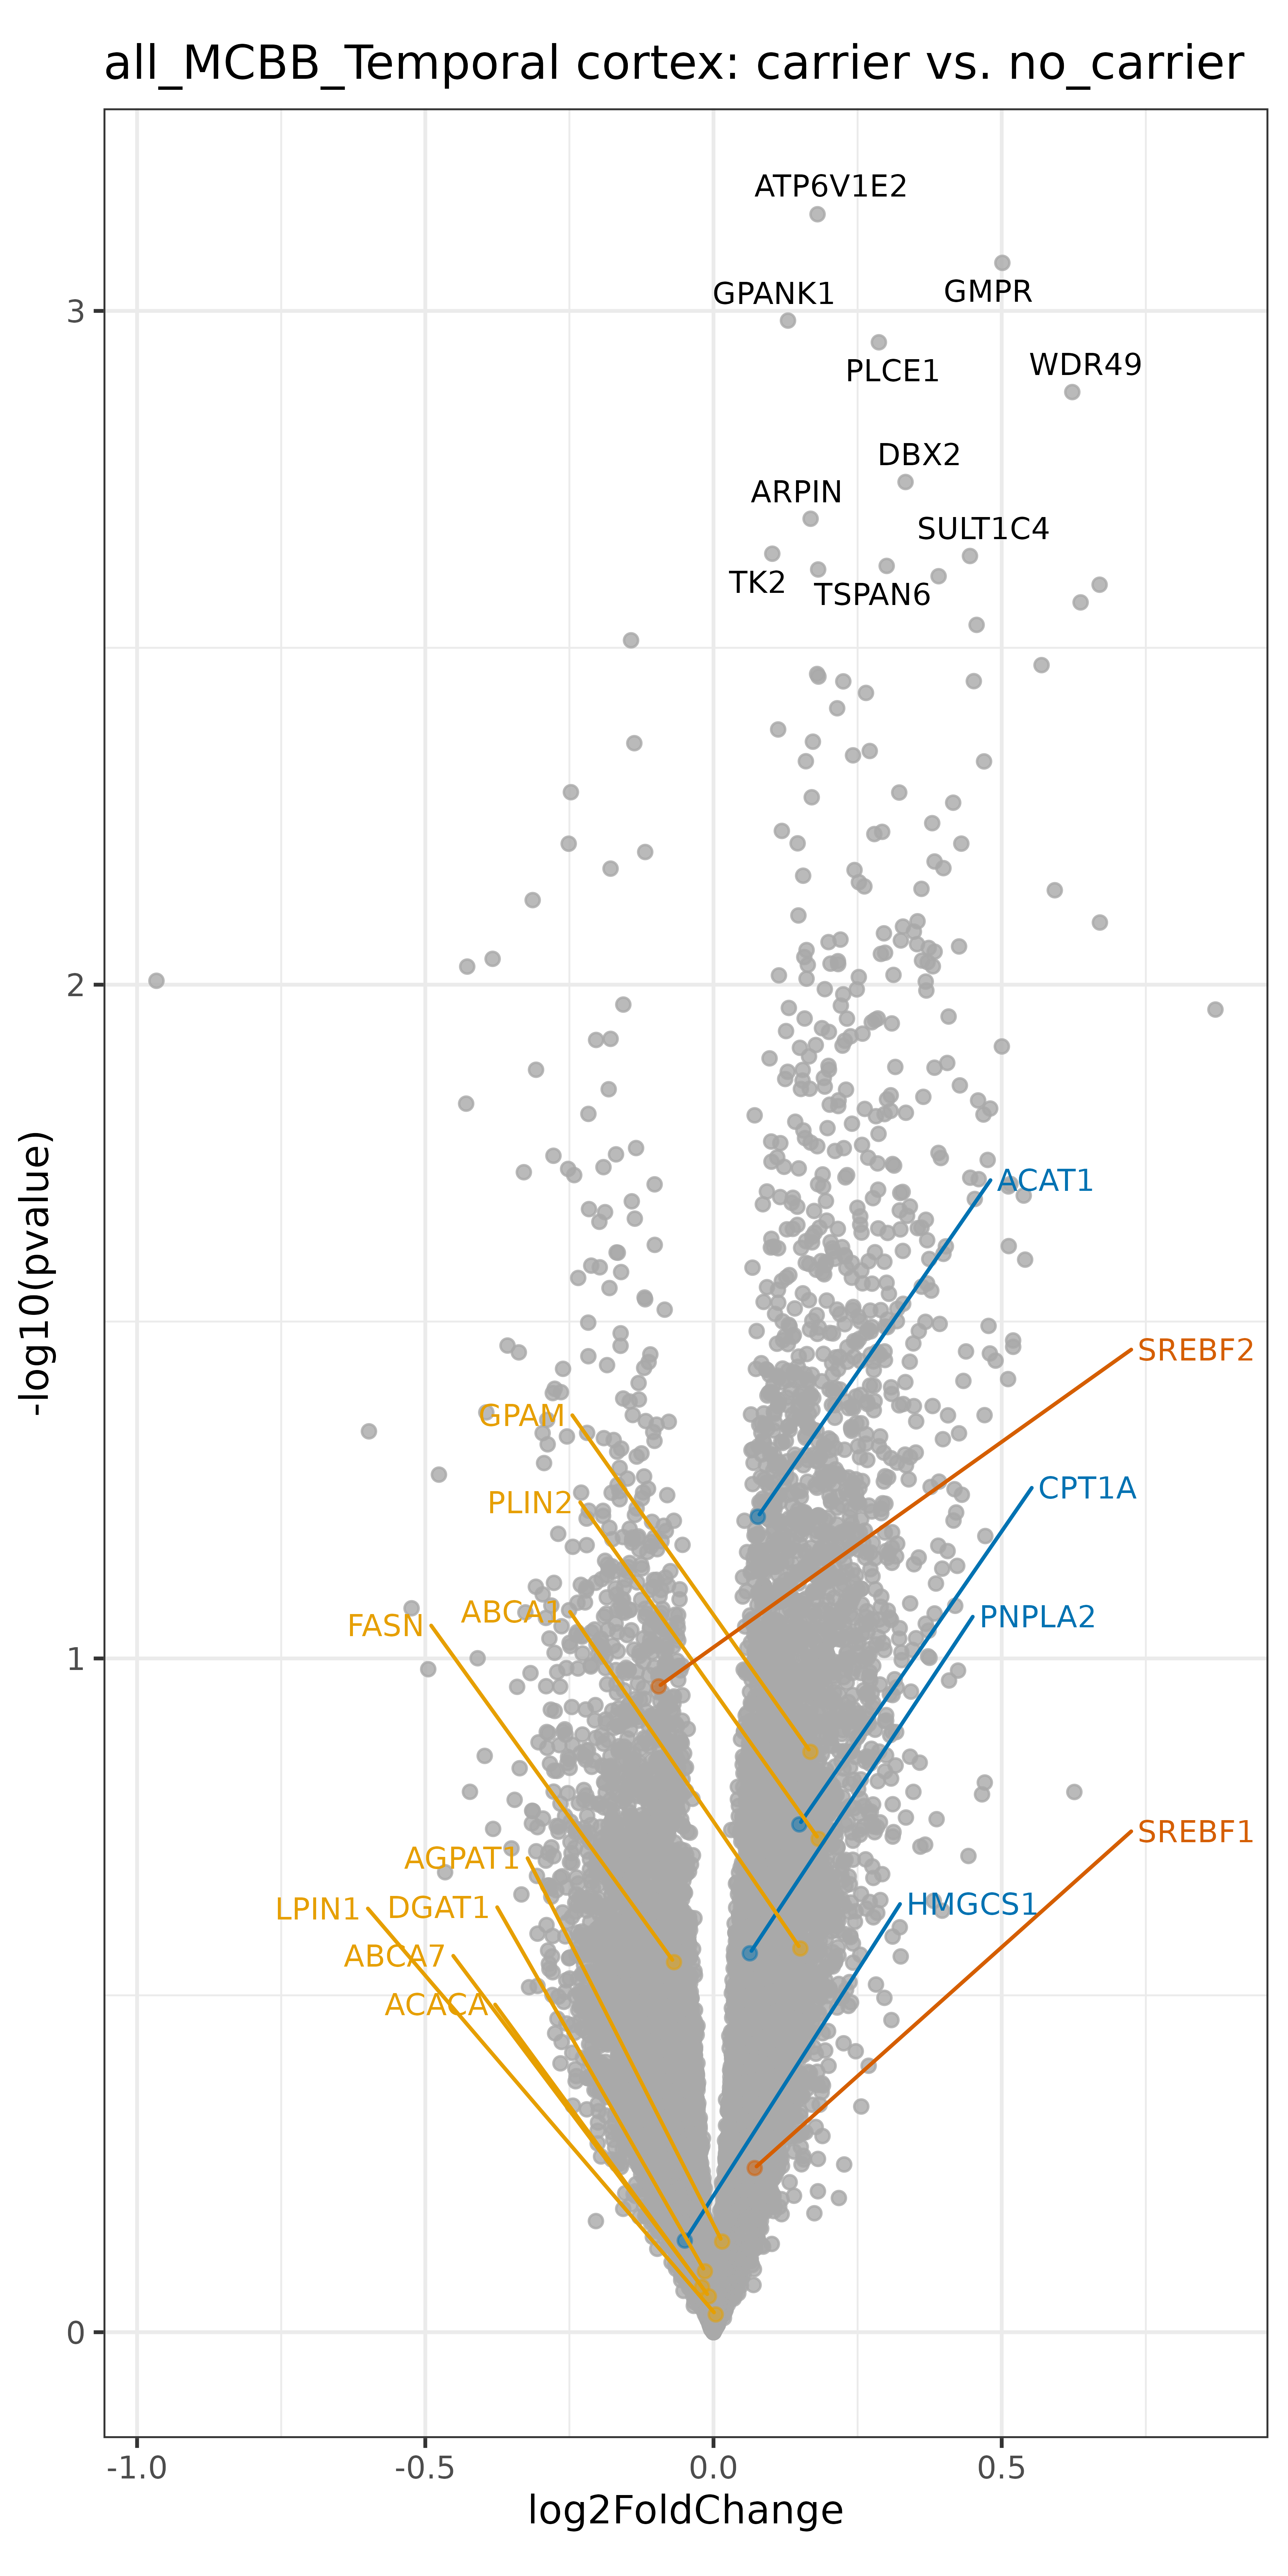 all_MCBB_Temporal cortex: carrier vs. no_carrier
ATP6V1E2
GMPR
GPANK1
3
PLCE1
WDR49
DBX2
ARPIN
SULT1C4
TK2
TSPAN6
2
ACAT1
-log10(pvalue)
SREBF2
GPAM
CPT1A
PLIN2
ABCA1
PNPLA2
FASN
1
SREBF1
AGPAT1
HMGCS1
LPIN1
DGAT1
ABCA7
ACACA
0
-1.0
-0.5
0.0
0.5
log2FoldChange